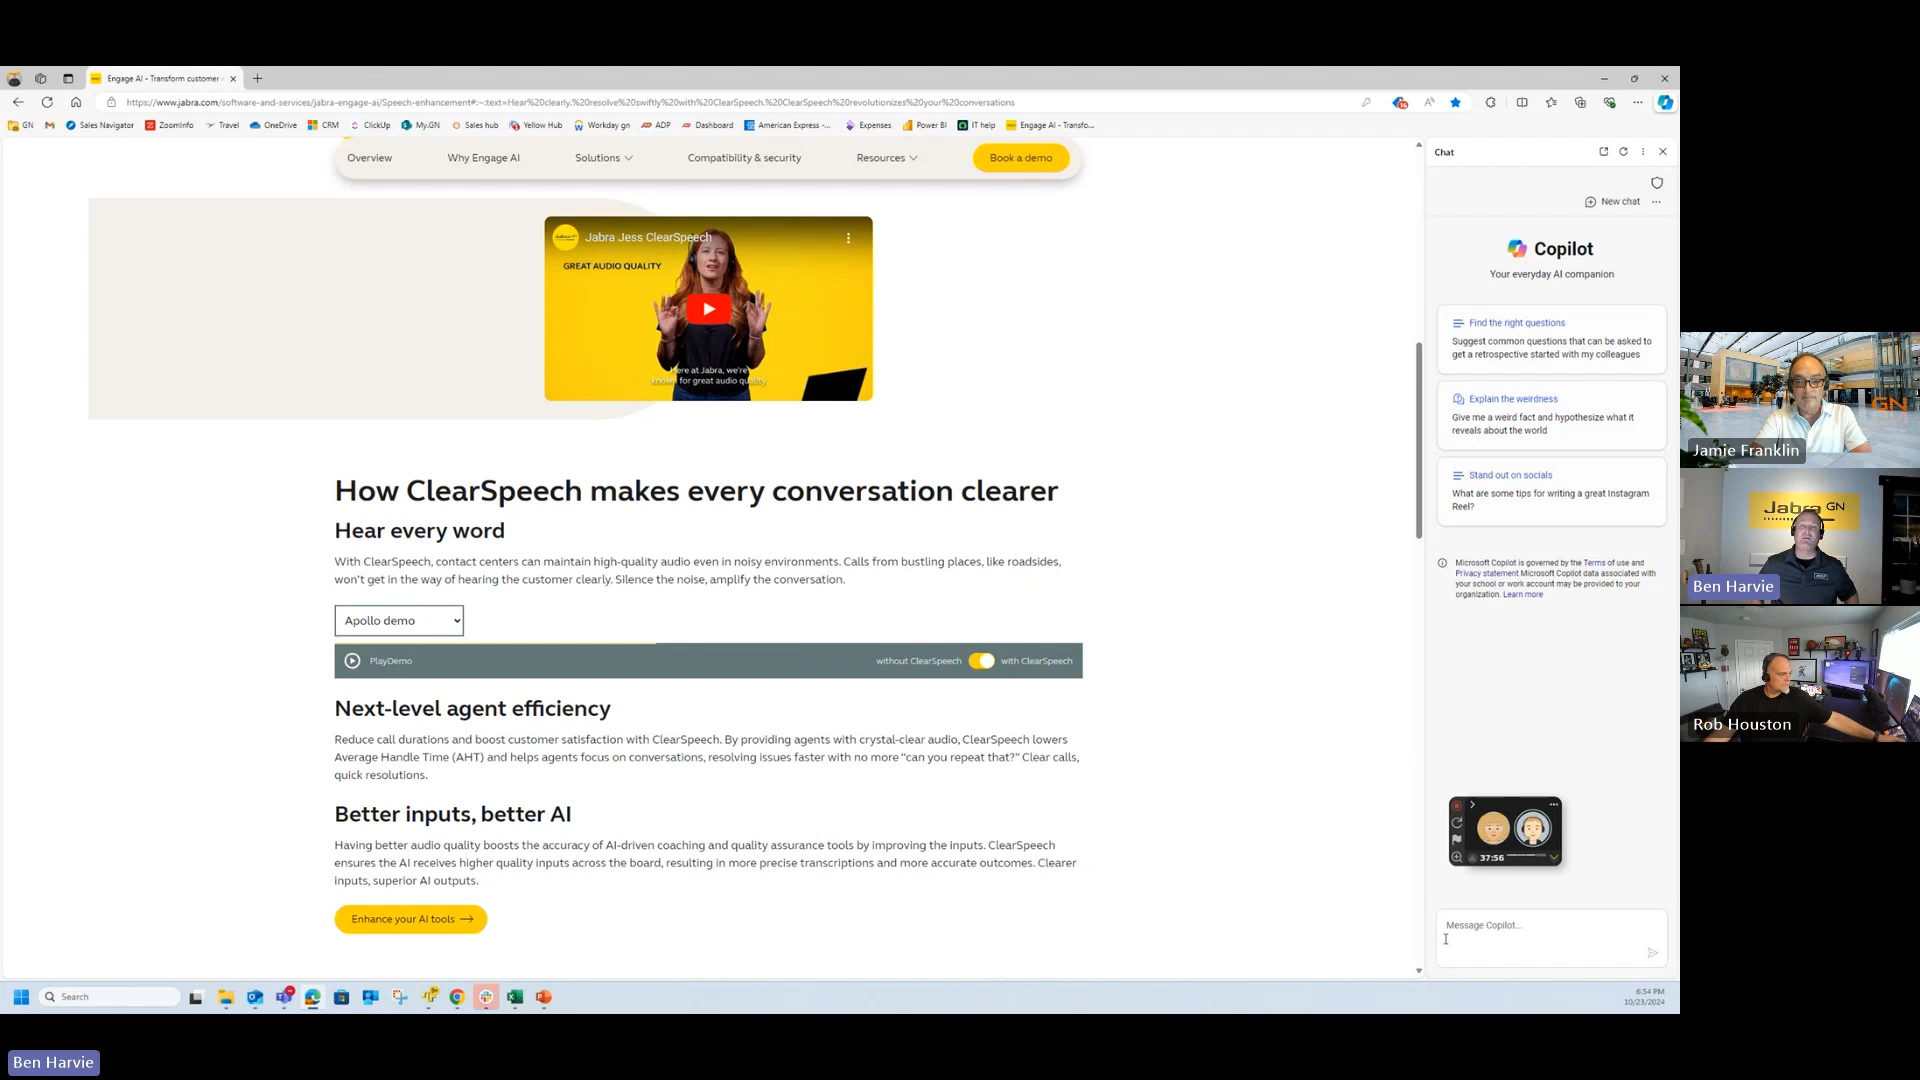 Engage AI - Transform customer
https://www.jabra.com/software-and-services/jabra-engage-ai/Speech-enhancement#:~:text=Hear%20clearly,%20resolve%20swiftly%20with%20ClearSpeech.%20ClearSpeech%20revolutionizes%20your%20conversations
GN
Sales Navigator
ZoomInfo
Travel
OneDrive
CRM
ClickUp
My.GN
Sales hub
Yellow Hub
Workday gn
ADP
Dashboard
American Express -...
Expenses
Power BI
IT help
Engage AI - Transfo...
Overview
Why Engage AI
Solutions
Compatibility & security
Resources
Book a demo
Jabra Jess ClearSpeech
GREAT AUDIO QUALITY
Here at Jabra, we're
known for great audio quality
How ClearSpeech makes every conversation clearer
Hear every word
With ClearSpeech, contact centers can maintain high-quality audio even in noisy environments. Calls from bustling places, like roadsides,
won't get in the way of hearing the customer clearly. Silence the noise, amplify the conversation.
Apollo demo
PlayDemo
without ClearSpeech
with ClearSpeech
Next-level agent efficiency
Reduce call durations and boost customer satisfaction with ClearSpeech. By providing agents with crystal-clear audio, ClearSpeech lowers
Average Handle Time (AHT) and helps agents focus on conversations, resolving issues faster with no more “can you repeat that?” Clear calls,
quick resolutions.
Better inputs, better AI
Having better audio quality boosts the accuracy of AI-driven coaching and quality assurance tools by improving the inputs. ClearSpeech
ensures the AI receives higher quality inputs across the board, resulting in more precise transcriptions and more accurate outcomes. Clearer
inputs, superior AI outputs.
Enhance your AI tools
Chat
New chat
Copilot
Your everyday AI companion
Find the right questions
Suggest common questions that can be asked to
get a retrospective started with my colleagues
Explain the weirdness
Give me a weird fact and hypothesize what it
reveals about the world
Stand out on socials
What are some tips for writing a great Instagram
Reel?
Microsoft Copilot is governed by the Terms of use and
Privacy statement Microsoft Copilot data associated with
your school or work account may be provided to your
organization. Learn more
37:56
Message Copilot...
Search
6:54 PM
10/23/2024
GN
Jamie Franklin
Jabra GN
Ben Harvie
Rob Houston
Ben Harvie